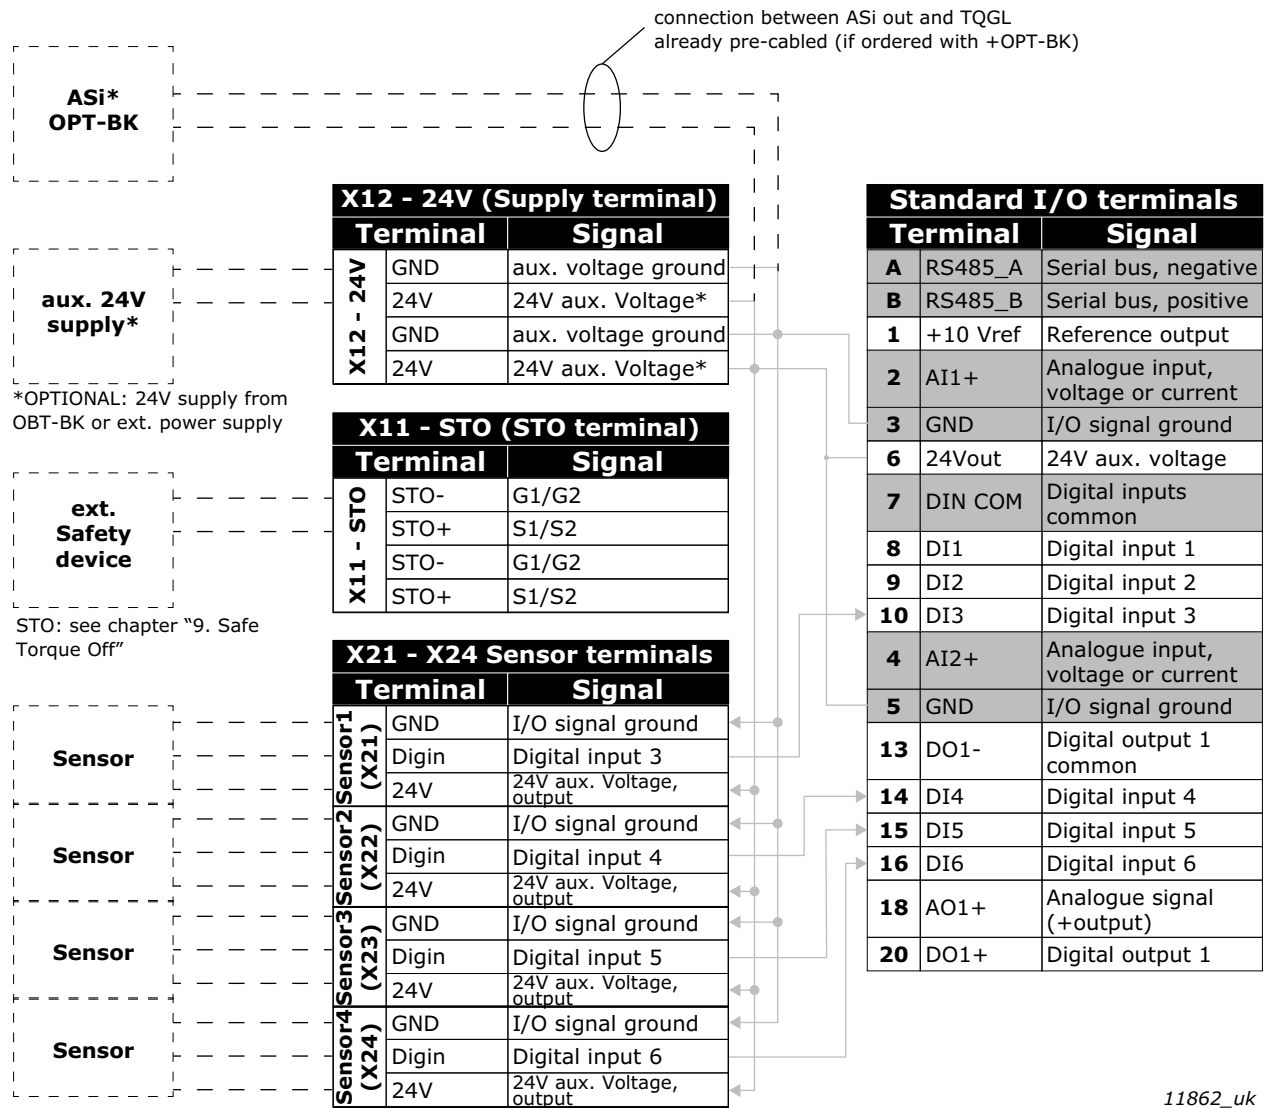 connection between ASi out and TQGL
already pre-cabled (if ordered with +OPT-BK)
ASi*
OPT-BK
aux. 24V
supply*
*OPTIONAL: 24V supply from
OBT-BK or ext. power supply
ext.
Safety
device
STO: see chapter “9. Safe
Torque Off”
Sensor
Sensor
Sensor
Sensor
X12 - 24V (Supply terminal)
Terminal Signal
X12 - 24V
GND aux. voltage ground
24V 24V aux. Voltage*
GND aux. voltage ground
24V 24V aux. Voltage*
X11 - STO (STO terminal)
Terminal Signal
X11 - STO
STO- G1/G2
STO+ S1/S2
STO- G1/G2
STO+ S1/S2
X21 - X24 Sensor terminals
Terminal Signal
Sensor1
(X21)
GND I/O signal ground
Digin Digital input 3
24V 24V aux. Voltage,
output
Sensor2
(X22)
GND I/O signal ground
Digin Digital input 4
24V 24V aux. Voltage,
output
Sensor3
(X23)
GND I/O signal ground
Digin Digital input 5
24V 24V aux. Voltage,
output
Sensor4
(X24)
GND I/O signal ground
Digin Digital input 6
24V 24V aux. Voltage,
output
Standard I/O terminals
Terminal Signal
A RS485_A Serial bus, negative
B RS485_B Serial bus, positive
1 +10 Vref Reference output
2 AI1+ Analogue input,
voltage or current
3 GND I/O signal ground
6 24Vout 24V aux. voltage
7 DIN COM Digital inputs
common
8 DI1 Digital input 1
9 DI2 Digital input 2
10 DI3 Digital input 3
4 AI2+ Analogue input,
voltage or current
5 GND I/O signal ground
13 DO1- Digital output 1
common
14 DI4 Digital input 4
15 DI5 Digital input 5
16 DI6 Digital input 6
18 AO1+ Analogue signal
(+output)
20 DO1+ Digital output 1
11862_uk